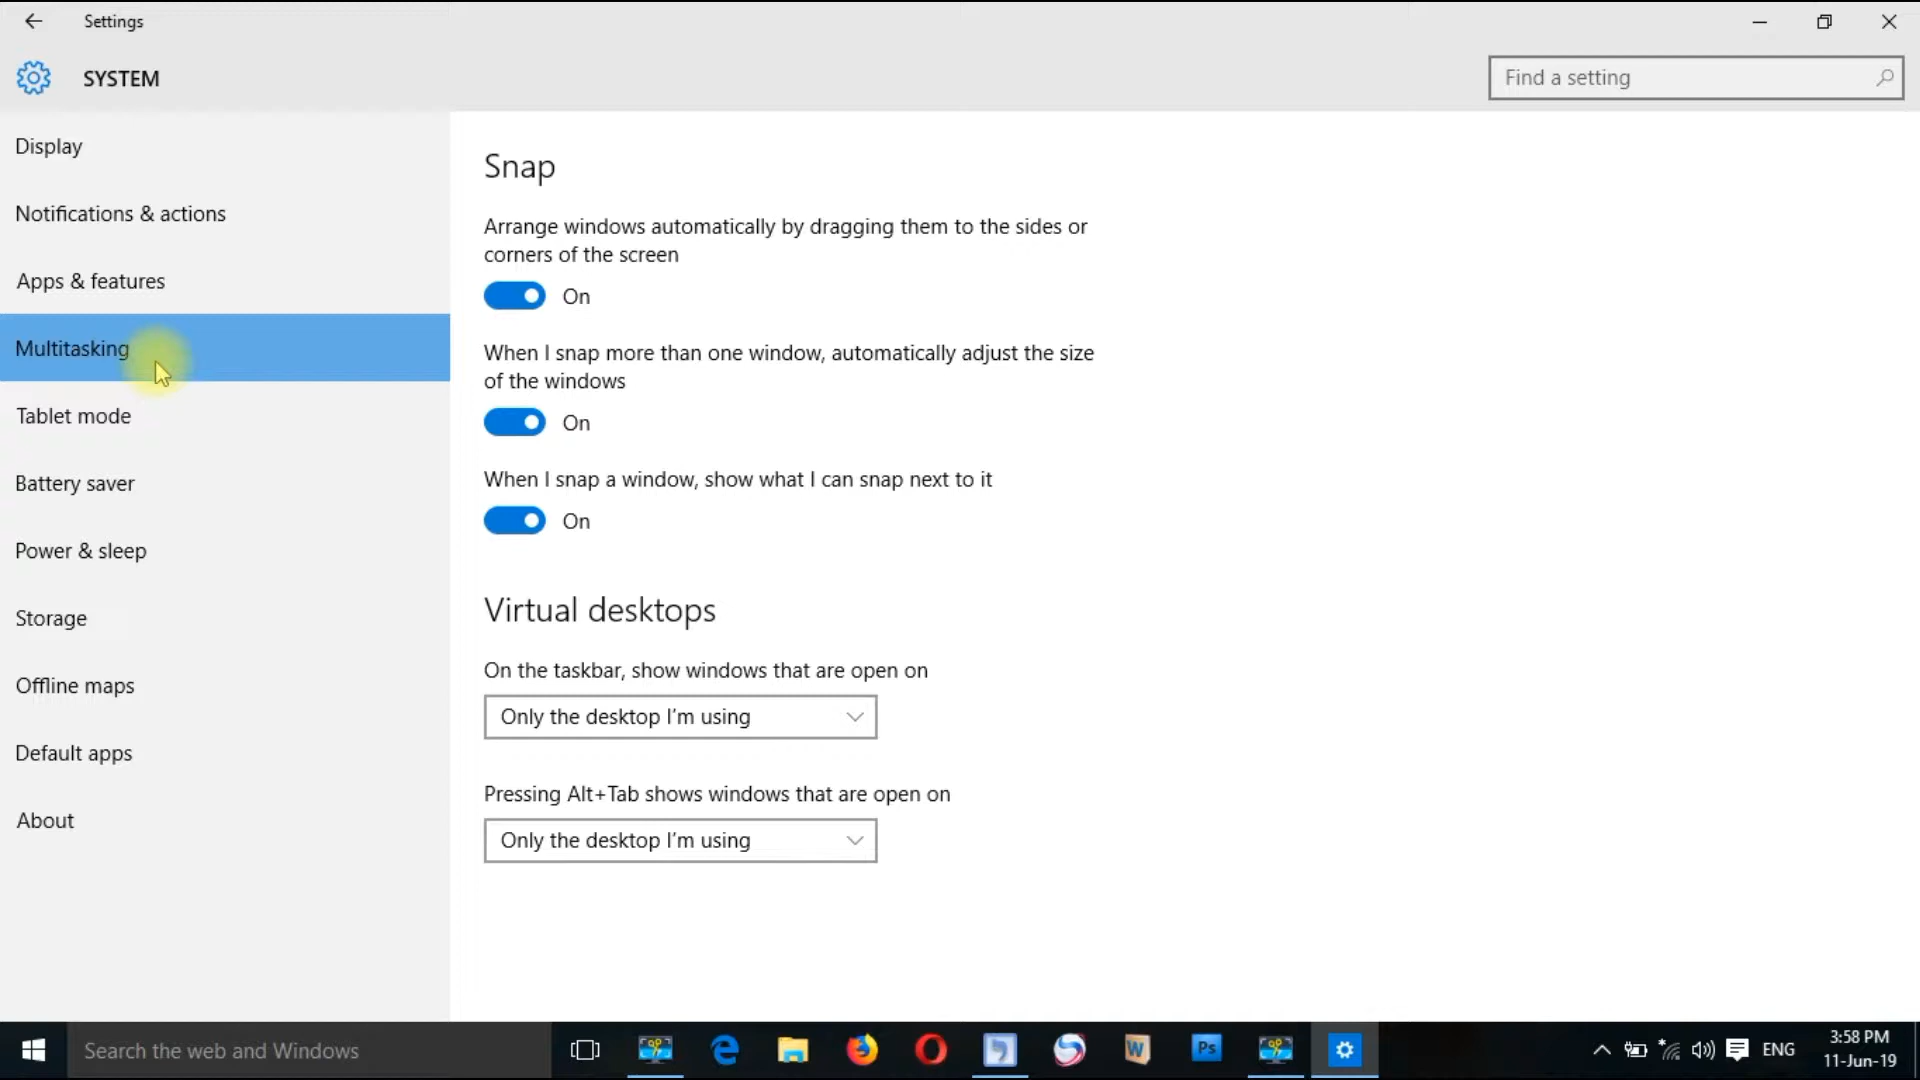 Settings
SYSTEM
Find a setting
Display
Notifications & actions
Apps & features
Multitasking
Tablet mode
Battery saver
Power & sleep
Storage
Offline maps
Default apps
About
Snap
Arrange windows automatically by dragging them to the sides or
corners of the screen
On
When I snap more than one window, automatically adjust the size
of the windows
On
When I snap a window, show what I can snap next to it
On
Virtual desktops
On the taskbar, show windows that are open on
Only the desktop I'm using
Pressing Alt+Tab shows windows that are open on
Only the desktop I'm using
Search the web and Windows
W
Ps
ENG
3:58 PM
11-Jun-19